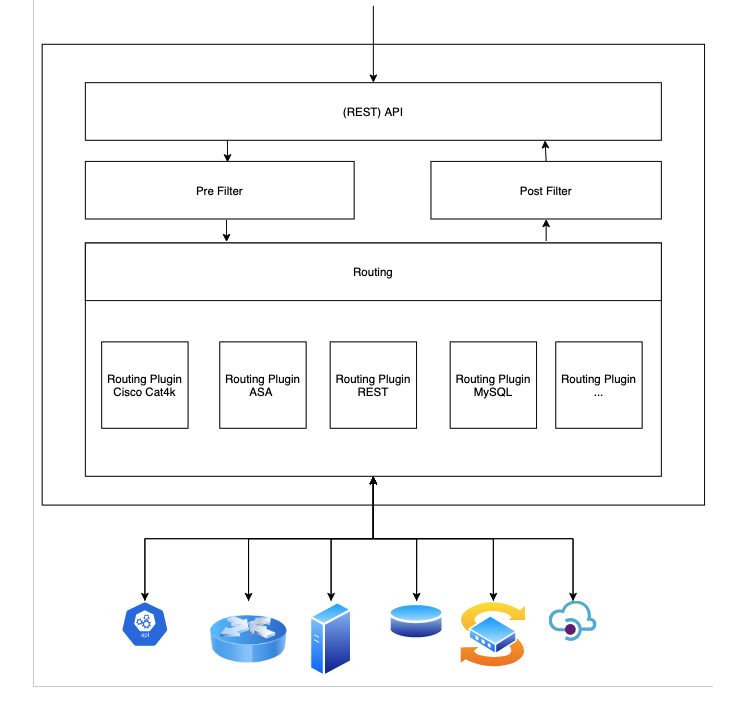 (REST) API
Pre Filter
Post Filter
Routing
Routing Plugin
Cisco Cat4k
Routing Plugin
ASA
Routing Plugin
REST
Routing Plugin
MySQL
Routing Plugin
...
api